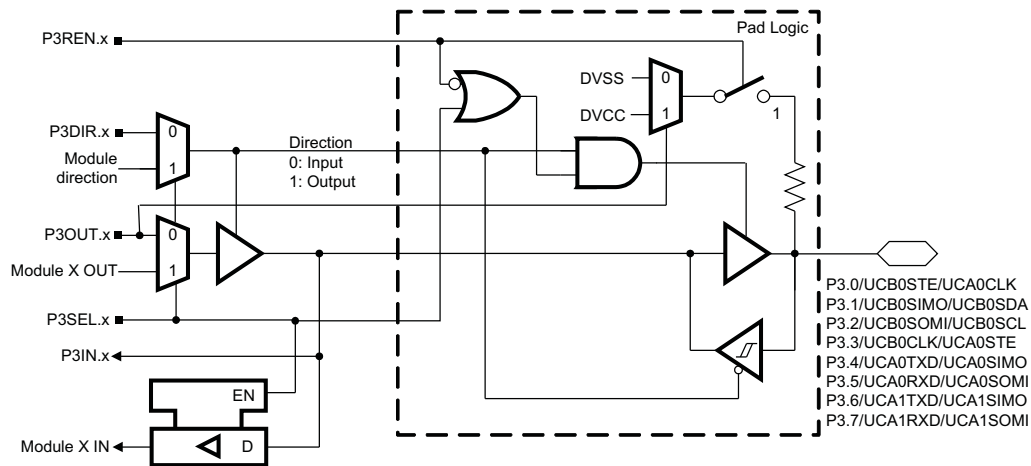 Pad Logic
P3REN.x
DVSS
0
DVCC
1
1
P3DIR.x
0
Module
direction
1
Direction
0: Input
1: Output
P3OUT.x
0
Module X OUT
1
P3SEL.x
P3IN.x
EN
D
Module X IN
P3.0/UCB0STE/UCA0CLK
P3.1/UCB0SIMO/UCB0SDA
P3.2/UCB0SOMI/UCB0SCL
P3.3/UCB0CLK/UCA0STE
P3.4/UCA0TXD/UCA0SIMO
P3.5/UCA0RXD/UCA0SOMI
P3.6/UCA1TXD/UCA1SIMO
P3.7/UCA1RXD/UCA1SOMI